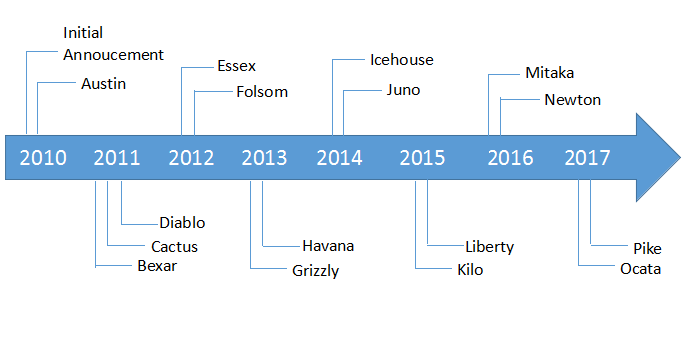 Initial
Annoucement
Austin
Essex
Folsom
Icehouse
Juno
Mitaka
Newton
2010 2011 2012 2013 2014 2015 2016 2017
Diablo
Cactus
Bexar
Havana
Grizzly
Liberty
Kilo
Pike
Ocata